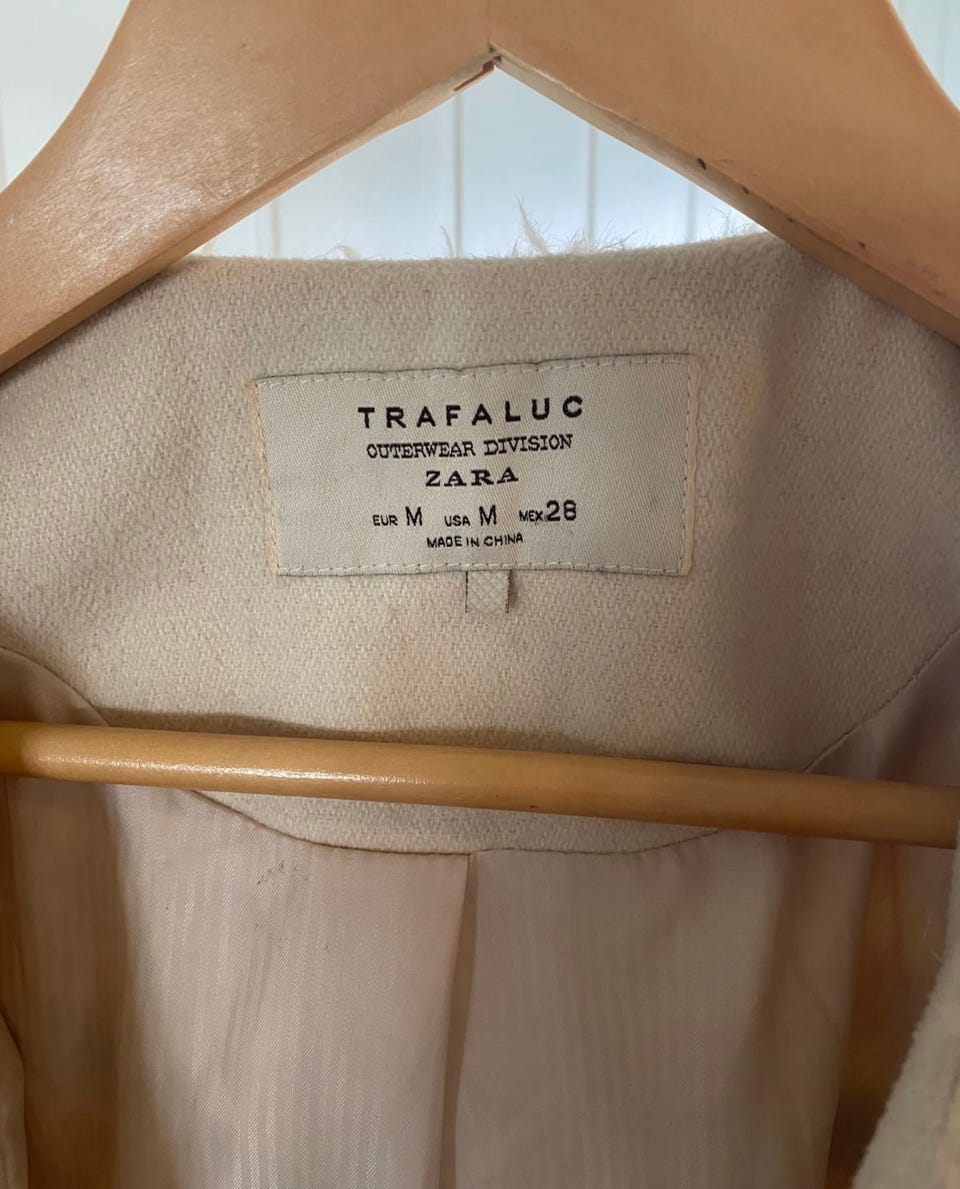 TRAFALUC
OUTERWEAR DIVISION
ZARA
EUR M USA M MEX 28
MADE IN CHINA